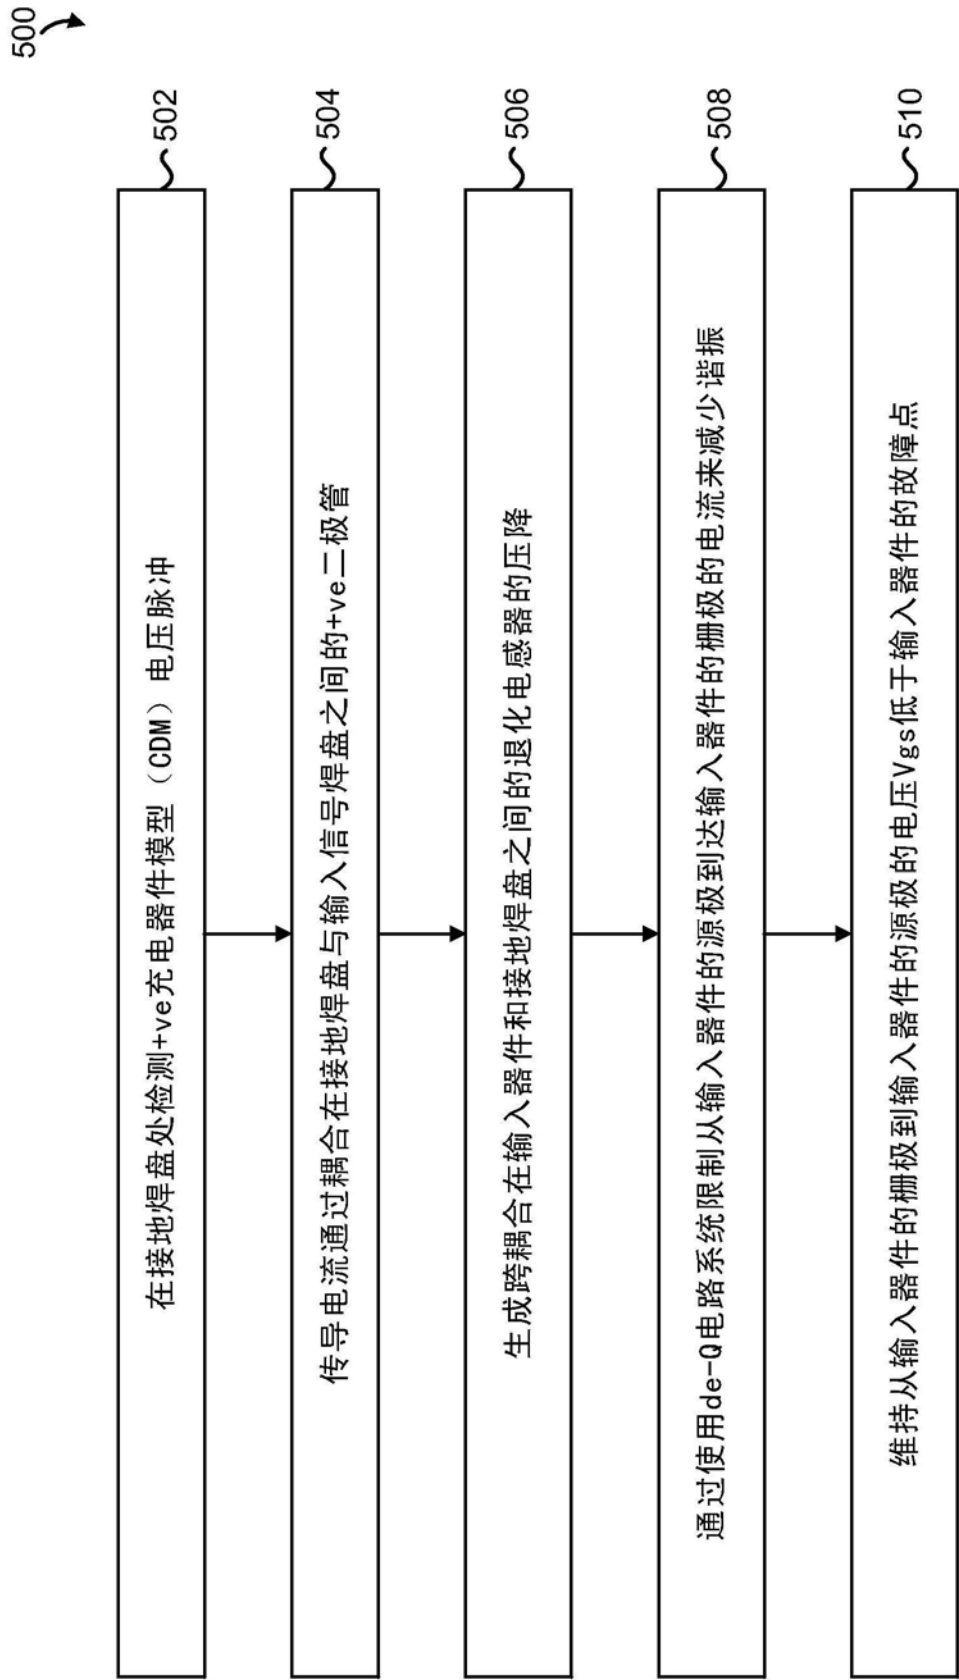 500
502
在接地焊盘处检测+ve充电器件模型（CDM）电压脉冲
504
传导电流通过耦合在接地焊盘与输入信号焊盘之间的+ve二极管
506
生成跨耦合在输入器件和接地焊盘之间的退化电感器的压降
508
通过使用de-Q电路系统限制从输入器件的源极到达输入器件的栅极的电流来减少谐振
510
维持从输入器件的栅极到输入器件的源极的电压Vgs低于输入器件的故障点